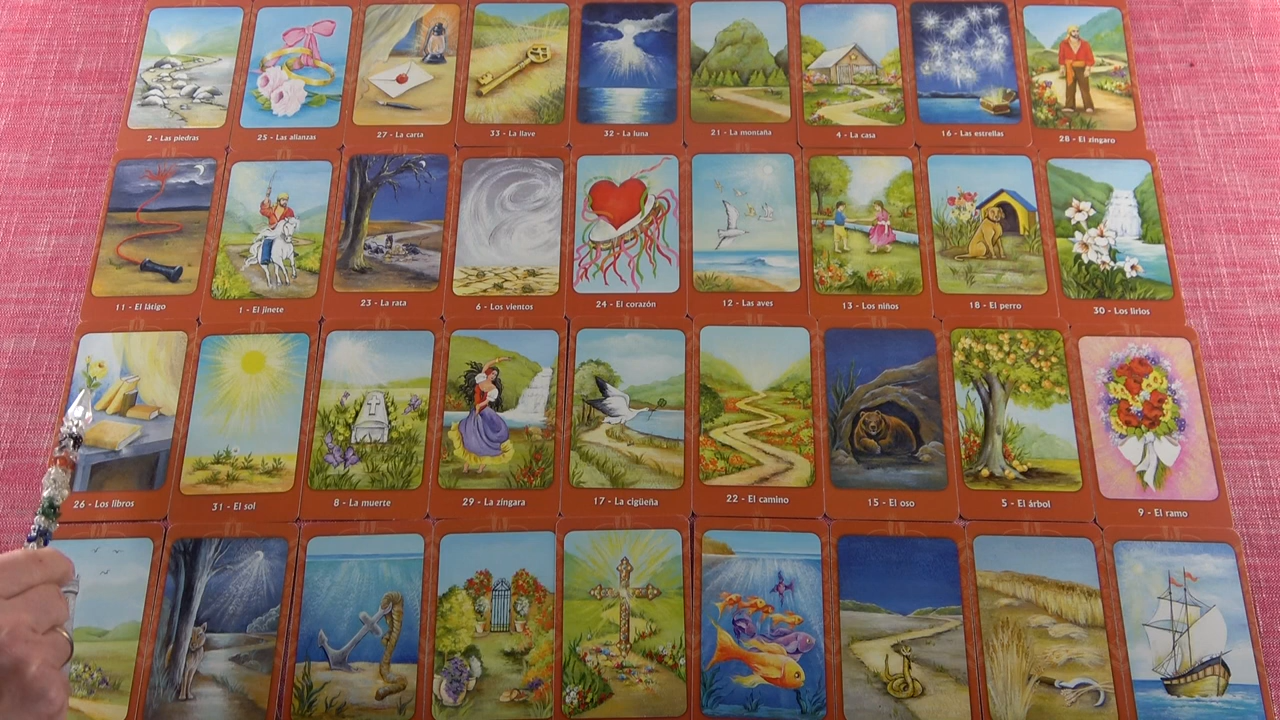 2 - Las piedras
25 - Las alianzas
27 - La carta
33 - La llave
32 - La luna
21 - La montaña
4 - La casa
16 - Las estrellas
28 - El zíngaro
11 - El látigo
1 - El jinete
23 - La rata
6 - Los vientos
24 - El corazón
12 - Las aves
13 - Los niños
18 - El perro
30 - Los lirios
26 - Los libros
31 - El sol
8 - La muerte
29 - La zíngara
17 - La cigüeña
22 - El camino
15 - El oso
5 - El árbol
9 - El ramo